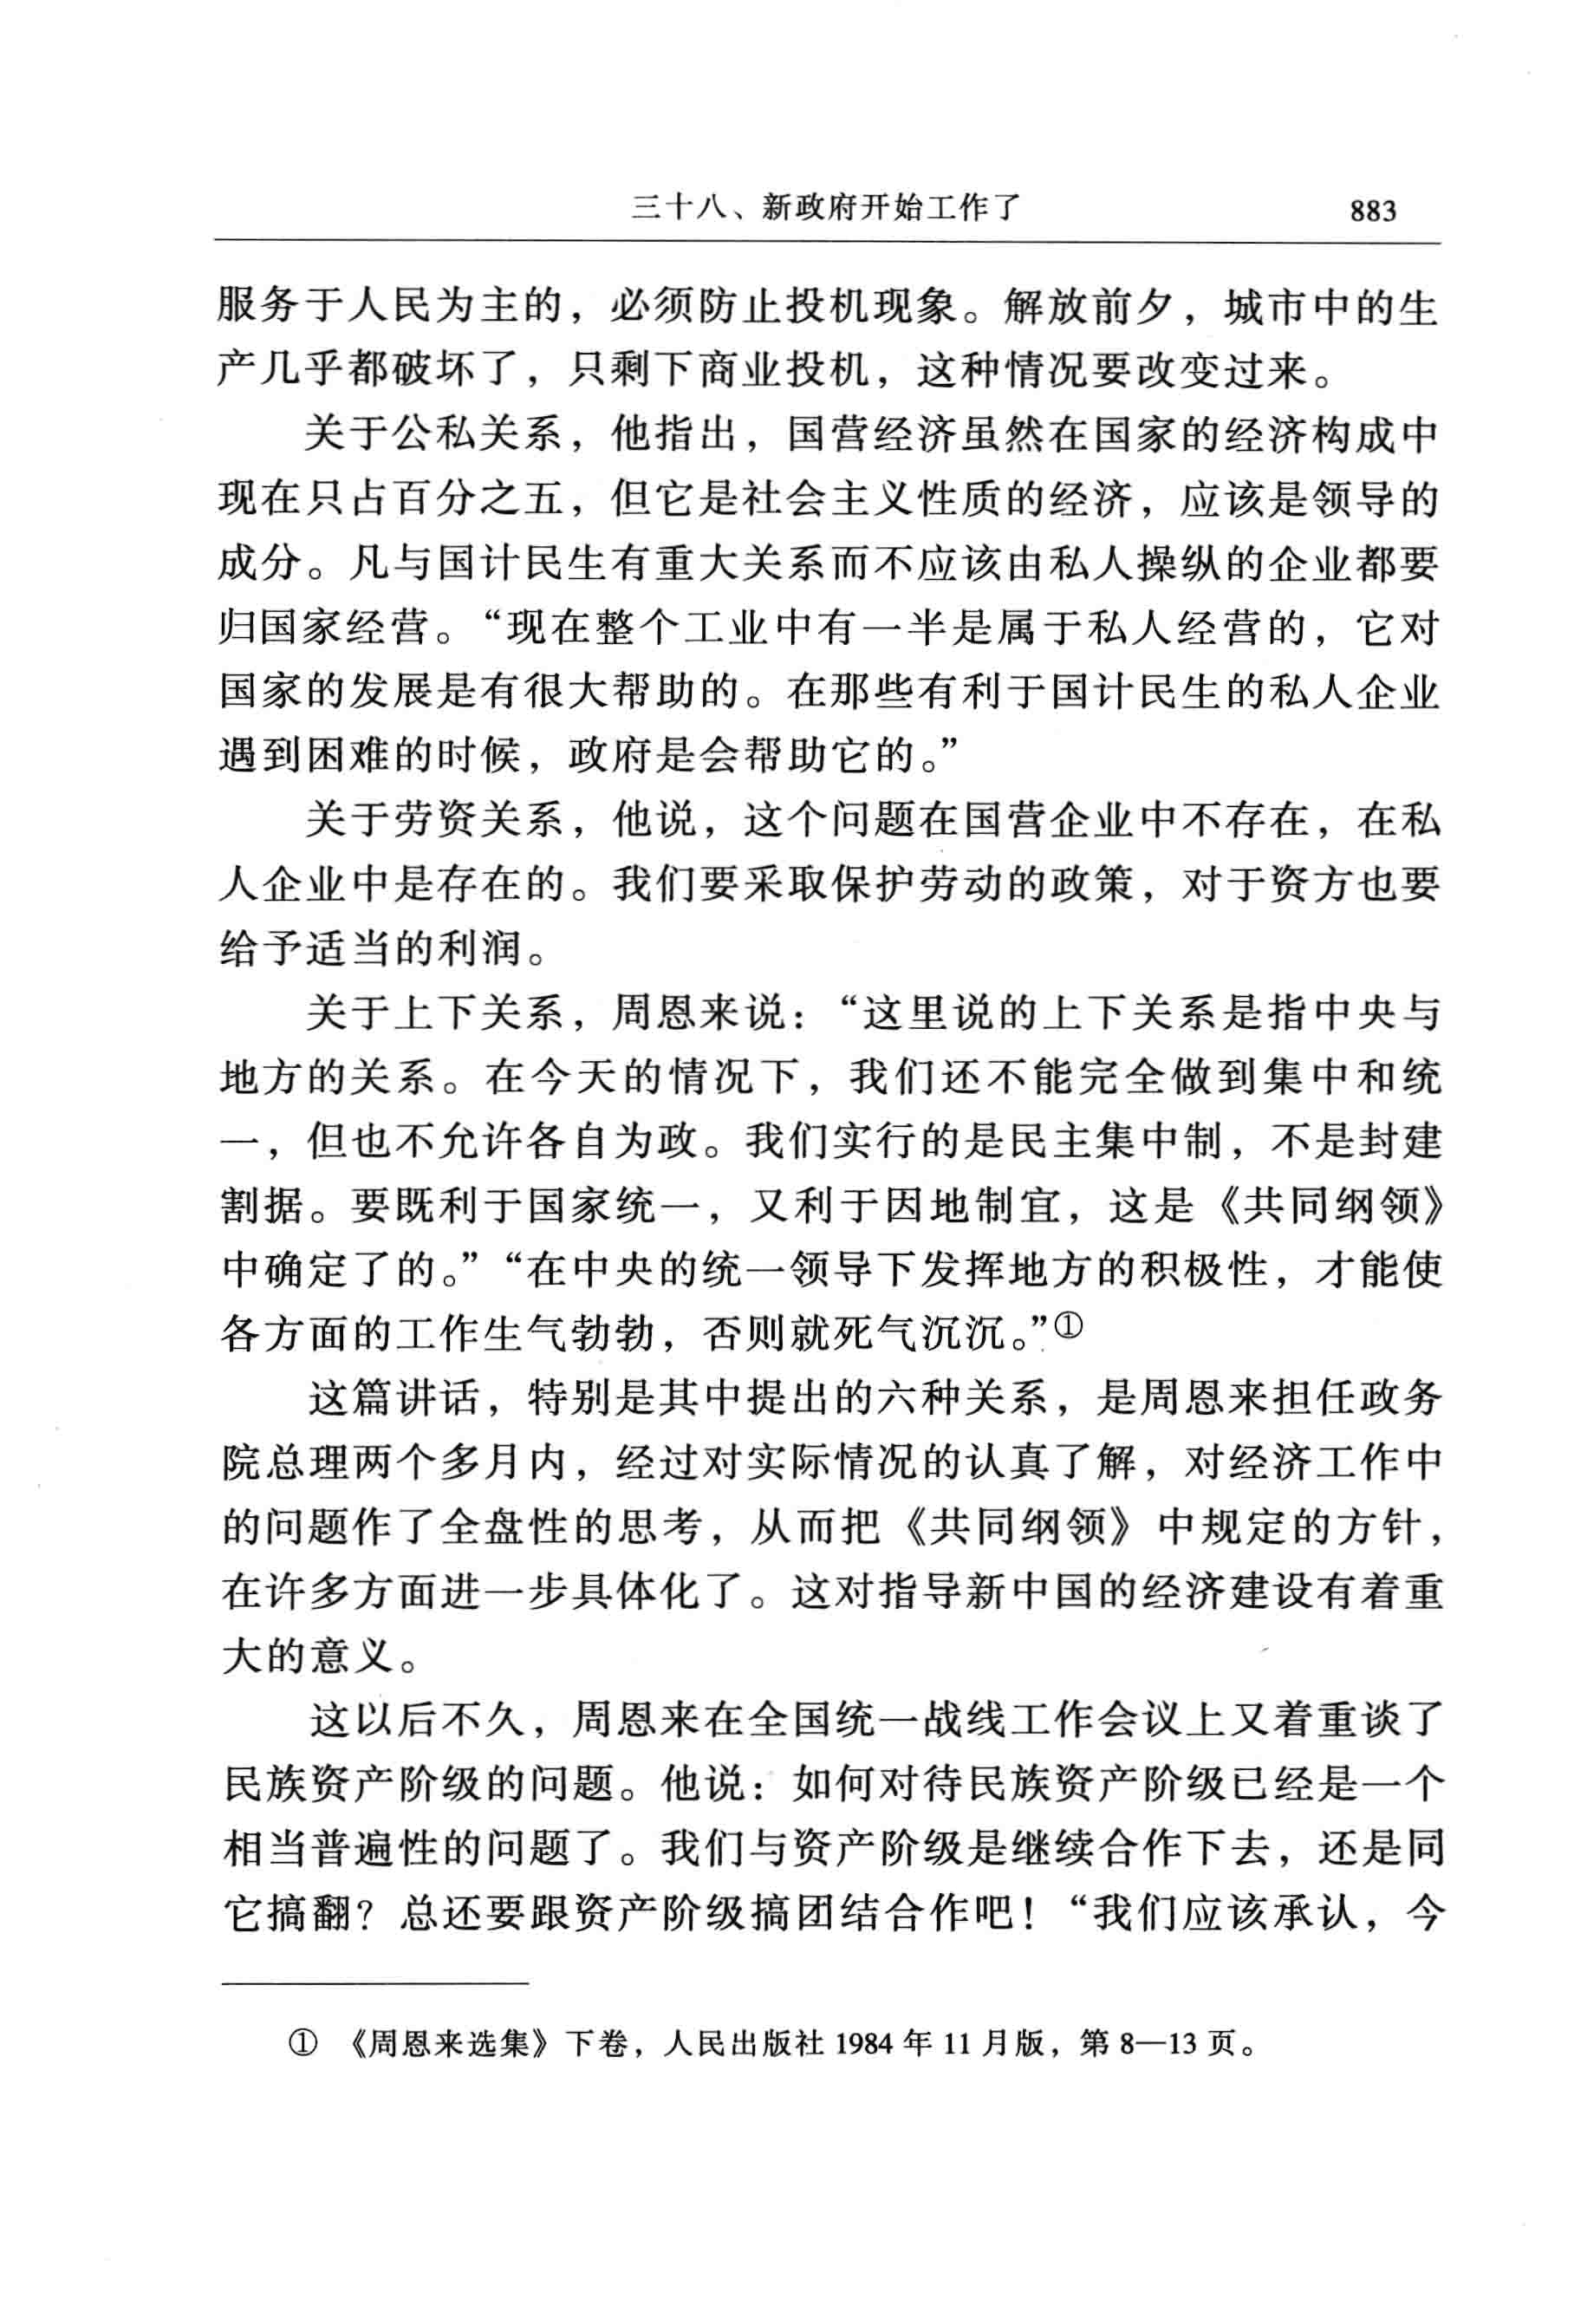 三十八、新政府开始工作了 883
服务于人民为主的，必须防止投机现象。解放前夕，城市中的生
产几乎都破坏了，只剩下商业投机，这种情况要改变过来。
关于公私关系，他指出，国营经济虽然在国家的经济构成中
现在只占百分之五，但它是社会主义性质的经济，应该是领导的
成分。凡与国计民生有重大关系而不应该由私人操纵的企业都要
归国家经营。“现在整个工业中有一半是属于私人经营的，它对
国家的发展是有很大帮助的。在那些有利于国计民生的私人企业
遇到困难的时候，政府是会帮助它的。”
关于劳资关系，他说，这个问题在国营企业中不存在，在私
人企业中是存在的。我们要采取保护劳动的政策，对于资方也要
给予适当的利润。
关于上下关系，周恩来说：“这里说的上下关系是指中央与
地方的关系。在今天的情况下，我们还不能完全做到集中和统
一，但也不允许各自为政。我们实行的是民主集中制，不是封建
割据。要既利于国家统一，又利于因地制宜，这是《共同纲领》
中确定了的。”“在中央的统一领导下发挥地方的积极性，才能使
各方面的工作生气勃勃，否则就死气沉沉。”①
这篇讲话，特别是其中提出的六种关系，是周恩来担任政务
院总理两个多月内，经过对实际情况的认真了解，对经济工作中
的问题作了全盘性的思考，从而把《共同纲领》中规定的方针，
在许多方面进一步具体化了。这对指导新中国的经济建设有着重
大的意义。
这以后不久，周恩来在全国统一战线工作会议上又着重谈了
民族资产阶级的问题。他说：如何对待民族资产阶级已经是一个
相当普遍性的问题了。我们与资产阶级是继续合作下去，还是同
它搞翻？总还要跟资产阶级搞团结合作吧！“我们应该承认，今
① 《周恩来选集》下卷，人民出版社 1984 年 11 月版，第 8—13 页。